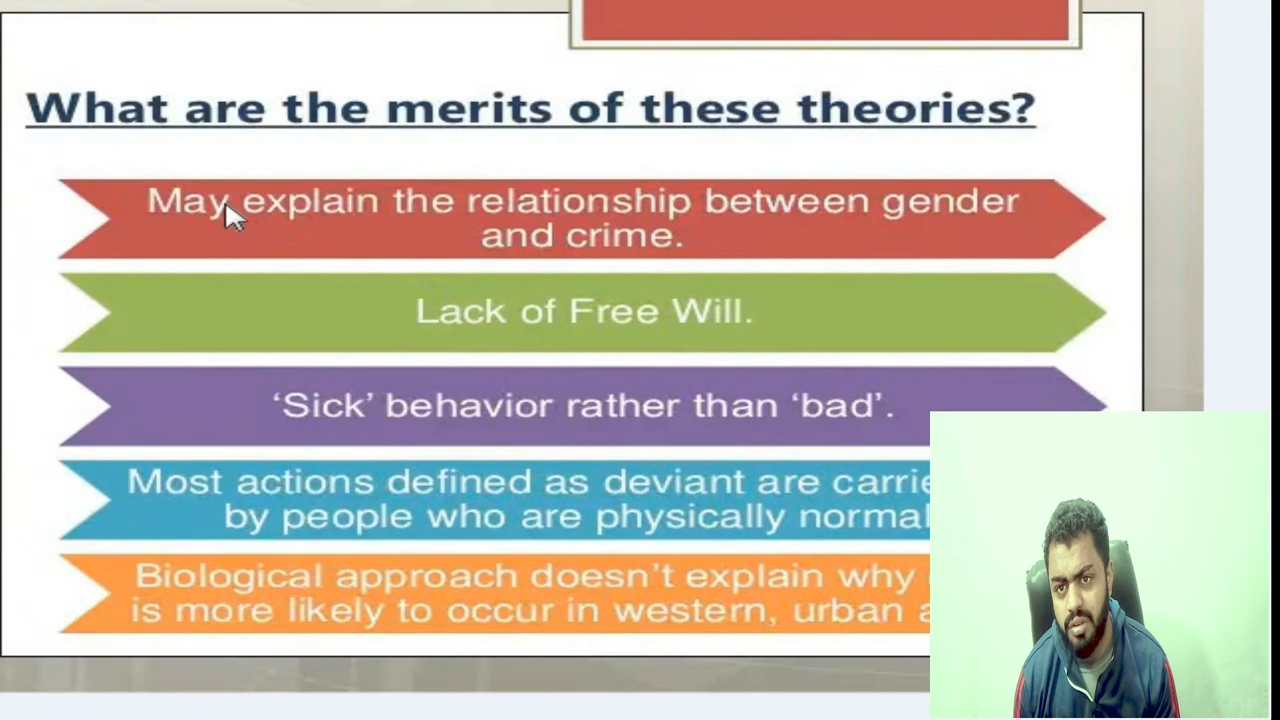 What are the merits of these theories?
May explain the relationship between gender
and crime.
Lack of Free Will.
‘Sick’ behavior rather than ‘bad’.
Most actions defined as deviant are
by people who are physically normal
Biological approach doesn’t explain why
is more likely to occur in western, urban